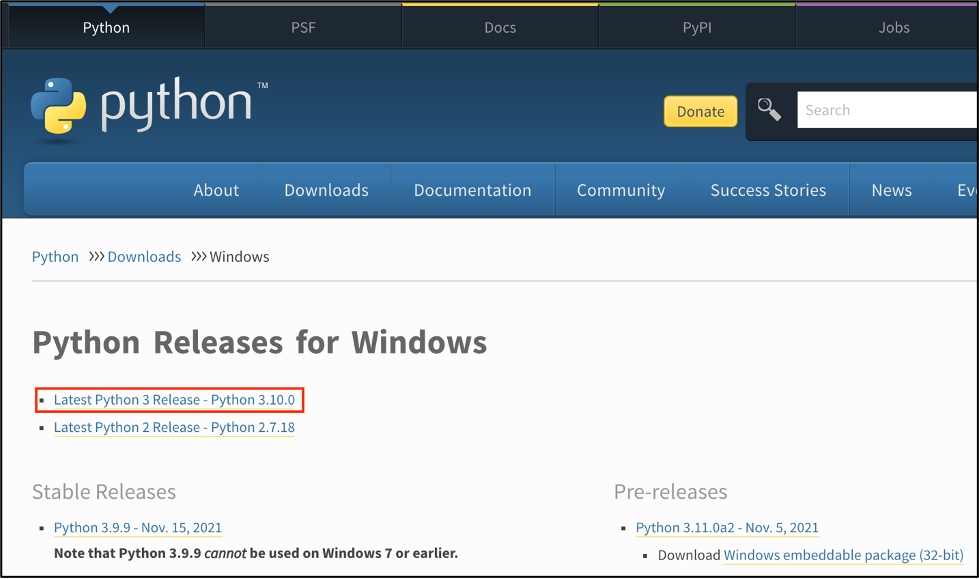 Python PSF Docs PyPI Jobs
python™
Donate Search
About Downloads Documentation Community Success Stories News Eve
Python >>> Downloads >>> Windows
Python Releases for Windows
Latest Python 3 Release - Python 3.10.0
Latest Python 2 Release - Python 2.7.18
Stable Releases
Python 3.9.9 - Nov. 15, 2021
Note that Python 3.9.9 cannot be used on Windows 7 or earlier.
Pre-releases
Python 3.11.0a2 - Nov. 5, 2021
Download Windows embeddable package (32-bit)